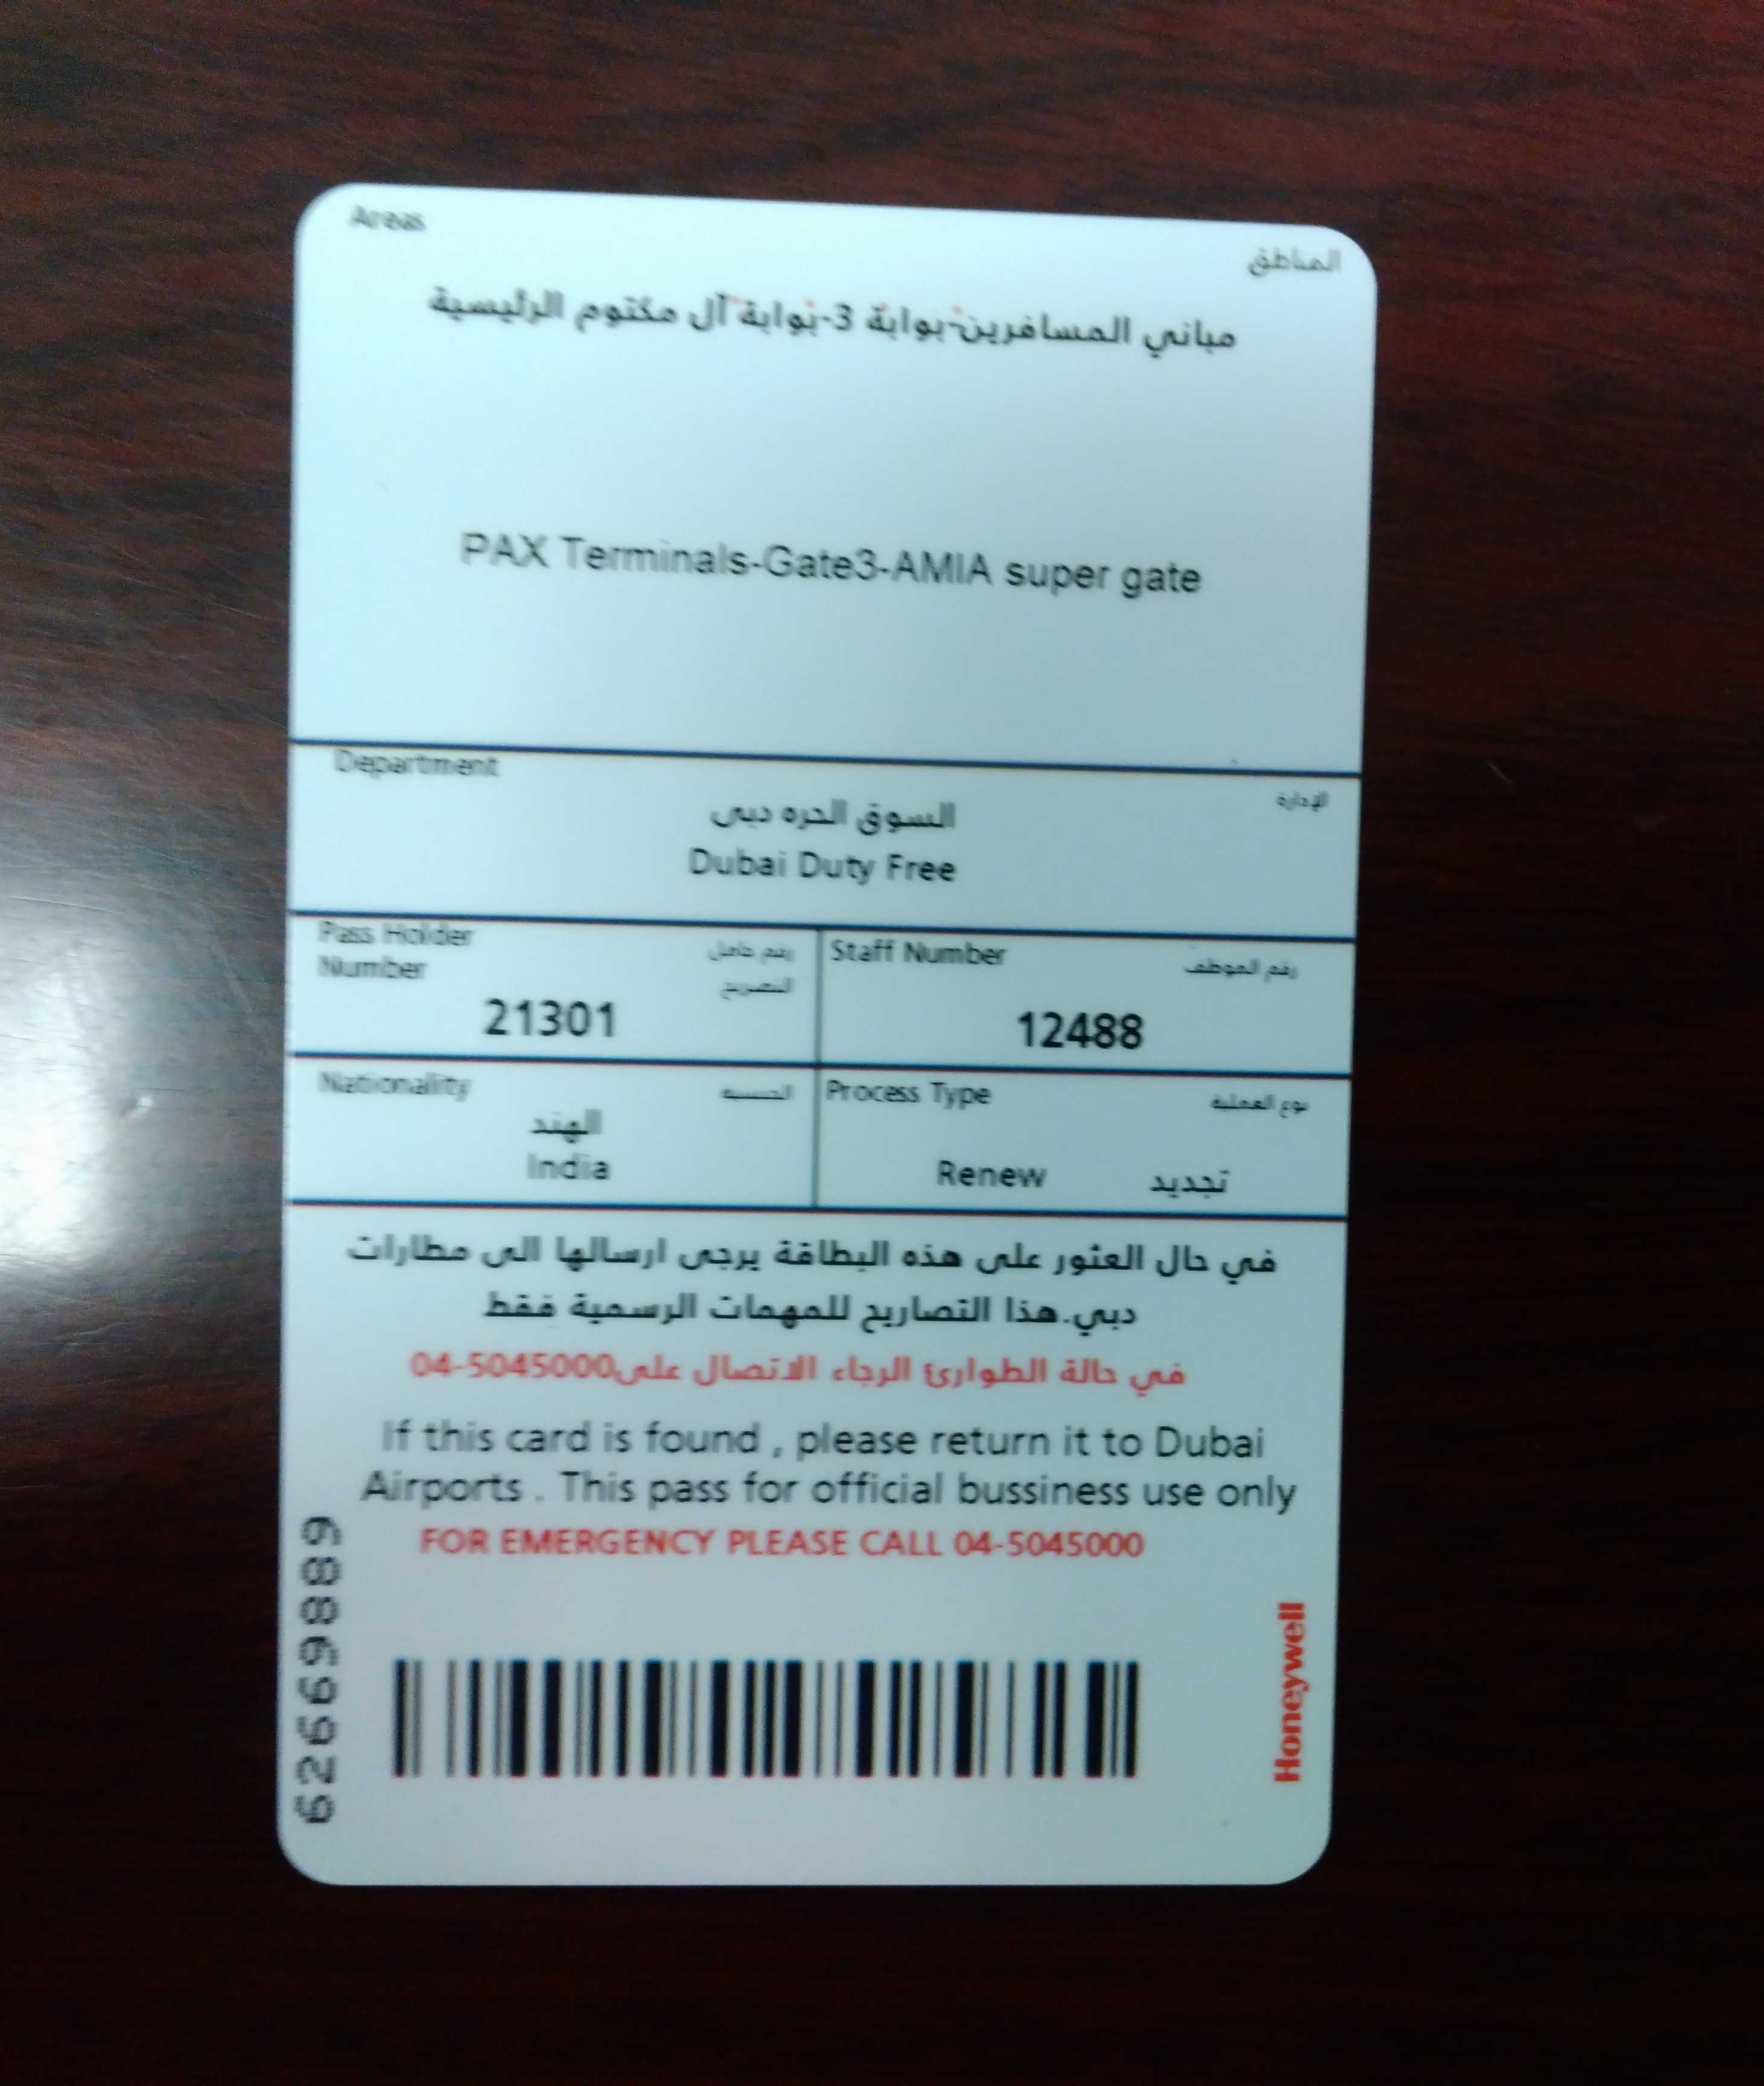 Areas
المناطق
مباني المسافرين-بوابة 3-بوابة آل مكتوم الرئيسية
PAX Terminals-Gate3-AMIA super gate
Department
الإدارة
السوق الحره دبى
Dubai Duty Free
Pass Holder Number
رقم حامل التصريح
21301
Staff Number
رقم الموظف
12488
Nationality
الجنسية
الهند
India
Process Type
نوع العملية
Renew تجديد
في حال العثور على هذه البطاقة يرجى ارسالها الى مطارات
دبي.هذا التصاريح للمهمات الرسمية فقط
في حالة الطوارئ الرجاء الاتصال على04-5045000
If this card is found , please return it to Dubai
Airports . This pass for official bussiness use only
FOR EMERGENCY PLEASE CALL 04-5045000
62669889
Honeywell